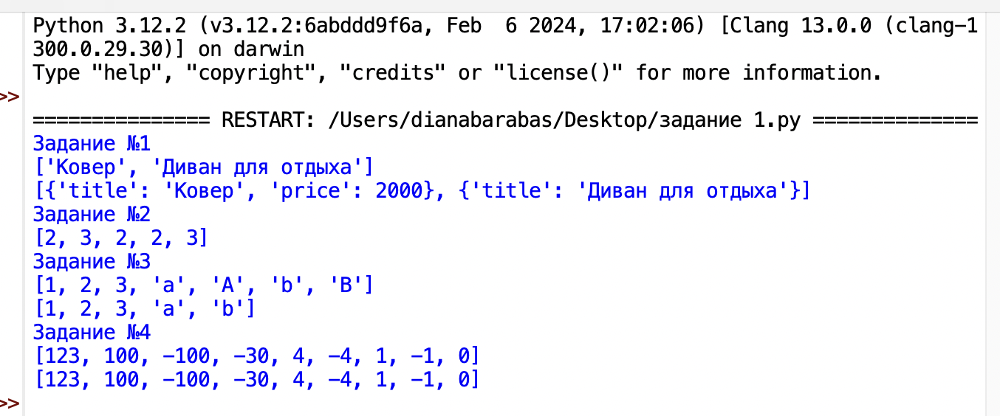 Python 3.12.2 (v3.12.2:6abddd9f6a, Feb  6 2024, 17:02:06) [Clang 13.0.0 (clang-1
300.0.29.30)] on darwin
Type "help", "copyright", "credits" or "license()" for more information.
>>
=============== RESTART: /Users/dianabarabas/Desktop/задание 1.py ==============
Задание №1
['Ковер', 'Диван для отдыха']
[{'title': 'Ковер', 'price': 2000}, {'title': 'Диван для отдыха'}]
Задание №2
[2, 3, 2, 2, 3]
Задание №3
[1, 2, 3, 'a', 'A', 'b', 'B']
[1, 2, 3, 'a', 'b']
Задание №4
[123, 100, -100, -30, 4, -4, 1, -1, 0]
[123, 100, -100, -30, 4, -4, 1, -1, 0]
>>